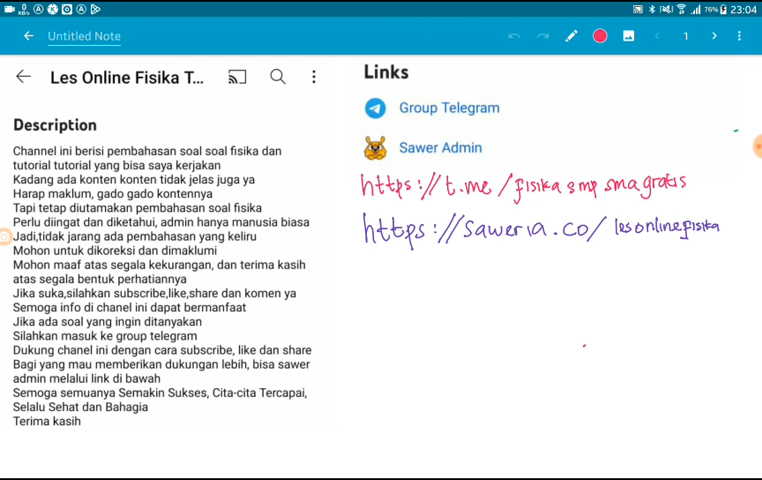 0 KB/s 76% 23:04
Untitled Note 1
Les Online Fisika T...
Description
Channel ini berisi pembahasan soal soal fisika dan
tutorial tutorial yang bisa saya kerjakan
Kadang ada konten konten tidak jelas juga ya
Harap maklum, gado gado kontennya
Tapi tetap diutamakan pembahasan soal fisika
Perlu diingat dan diketahui, admin hanya manusia biasa
Jadi,tidak jarang ada pembahasan yang keliru
Mohon untuk dikoreksi dan dimaklumi
Mohon maaf atas segala kekurangan, dan terima kasih
atas segala bentuk perhatiannya
Jika suka,silahkan subscribe,like,share dan komen ya
Semoga info di chanel ini dapat bermanfaat
Jika ada soal yang ingin ditanyakan
Silahkan masuk ke group telegram
Dukung chanel ini dengan cara subscribe, like dan share
Bagi yang mau memberikan dukungan lebih, bisa sawer
admin melalui link di bawah
Semoga semuanya Semakin Sukses, Cita-cita Tercapai,
Selalu Sehat dan Bahagia
Terima kasih
Links
Group Telegram
Sawer Admin
https://t.me/fisikasmpsmagratis
https://saweria.co/lesonlinefisika